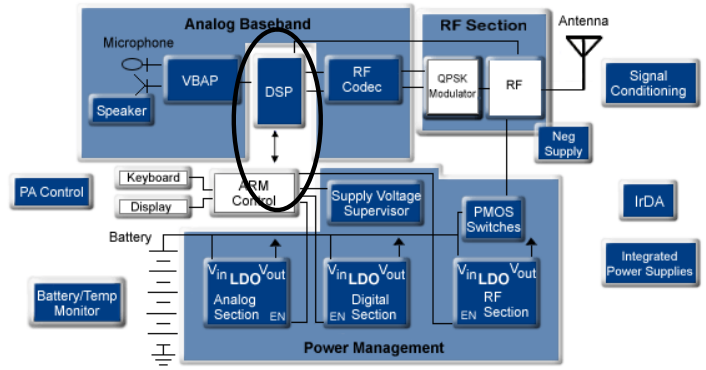 Analog Baseband
RF Section
Antenna
Microphone
VBAP
DSP
RF
Codec
QPSK
Modulator
RF
Signal
Conditioning
Speaker
Neg
Supply
PA Control
Keyboard
Display
ARM
Control
Supply Voltage
Supervisor
PMOS
Switches
IrDA
Battery
Integrated
Power Supplies
Battery/Temp
Monitor
Vin LDO Vout
Analog
Section
EN
Vin LDO Vout
Digital
Section
EN
Vin LDO Vout
RF
Section
EN
Power Management